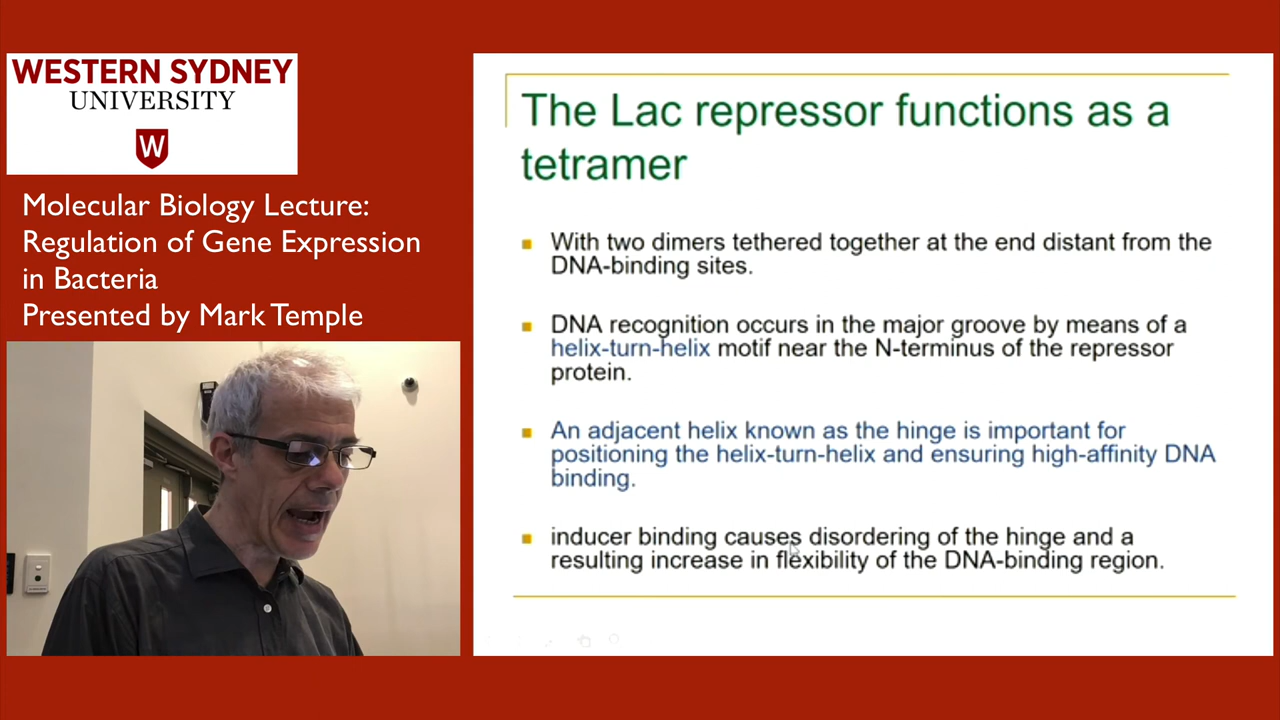 WESTERN SYDNEY
UNIVERSITY
W
Molecular Biology Lecture:
Regulation of Gene Expression
in Bacteria
Presented by Mark Temple
The Lac repressor functions as a
tetramer
With two dimers tethered together at the end distant from the
DNA-binding sites.
DNA recognition occurs in the major groove by means of a
helix-turn-helix motif near the N-terminus of the repressor
protein.
An adjacent helix known as the hinge is important for
positioning the helix-turn-helix and ensuring high-affinity DNA
binding.
inducer binding causes disordering of the hinge and a
resulting increase in flexibility of the DNA-binding region.